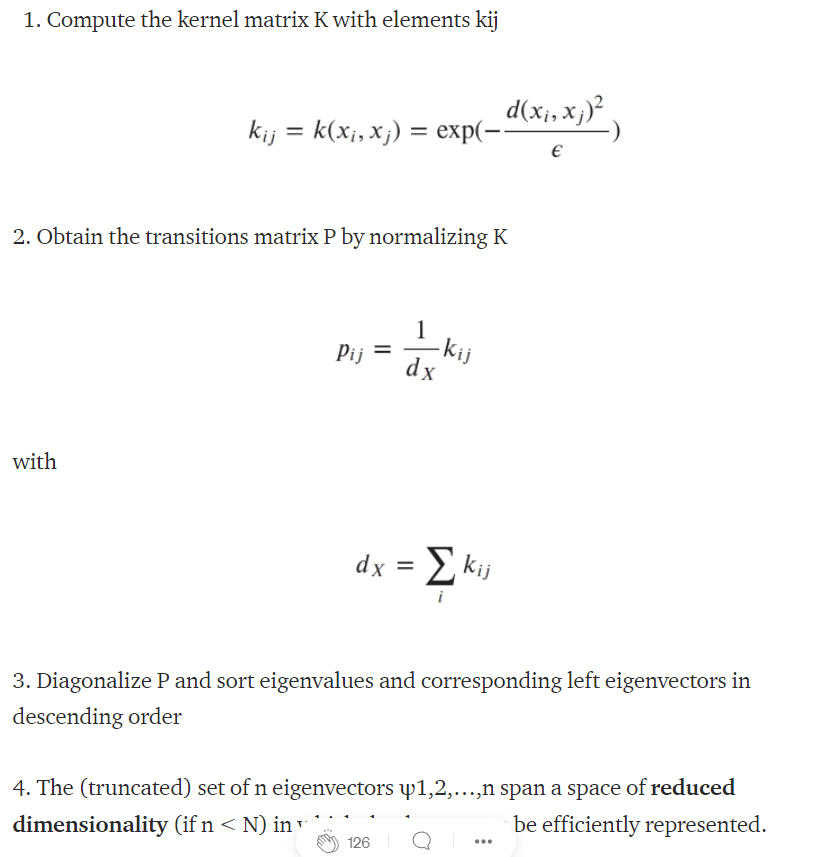 1. Compute the kernel matrix K with elements kij
k_{ij} = k(x_i, x_j) = exp(-\frac{d(x_i, x_j)^2}{\epsilon})
2. Obtain the transitions matrix P by normalizing K
p_{ij} = \frac{1}{d_X} k_{ij}
with
d_X = \sum_i k_{ij}
3. Diagonalize P and sort eigenvalues and corresponding left eigenvectors in
descending order
4. The (truncated) set of n eigenvectors ψ1,2,…,n span a space of reduced
dimensionality (if n < N) in be efficiently represented.
126